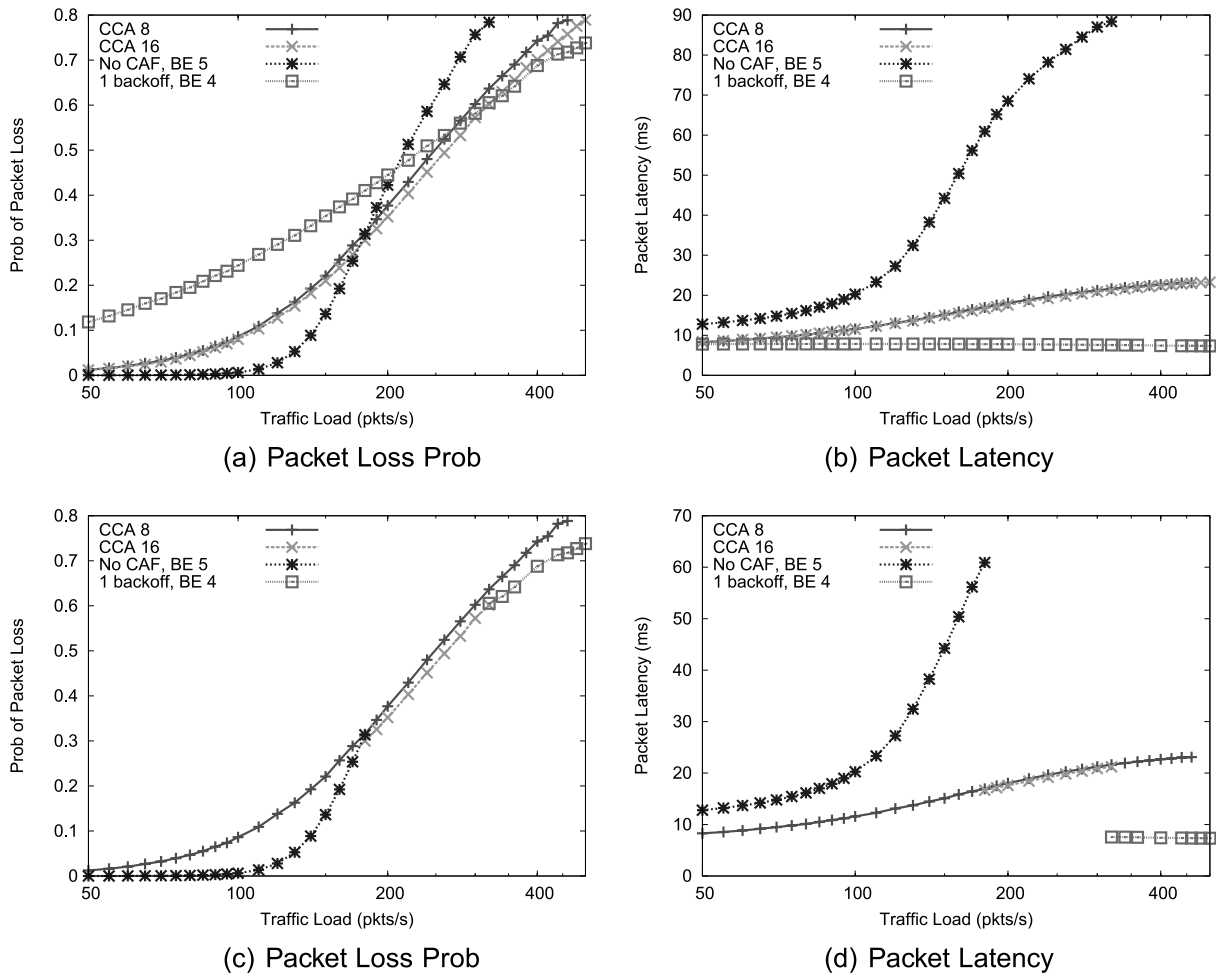 0.8
0.7
0.6
0.5
0.4
0.3
0.2
0.1
0
50
100
200
400
Prob of Packet Loss
Traffic Load (pkts/s)
CCA 8
CCA 16
No CAF, BE 5
1 backoff, BE 4
(a) Packet Loss Prob
90
80
70
60
50
40
30
20
10
0
50
100
200
400
Packet Latency (ms)
Traffic Load (pkts/s)
CCA 8
CCA 16
No CAF, BE 5
1 backoff, BE 4
(b) Packet Latency
0.8
0.7
0.6
0.5
0.4
0.3
0.2
0.1
0
50
100
200
400
Prob of Packet Loss
Traffic Load (pkts/s)
CCA 8
CCA 16
No CAF, BE 5
1 backoff, BE 4
(c) Packet Loss Prob
70
60
50
40
30
20
10
0
50
100
200
400
Packet Latency (ms)
Traffic Load (pkts/s)
CCA 8
CCA 16
No CAF, BE 5
1 backoff, BE 4
(d) Packet Latency